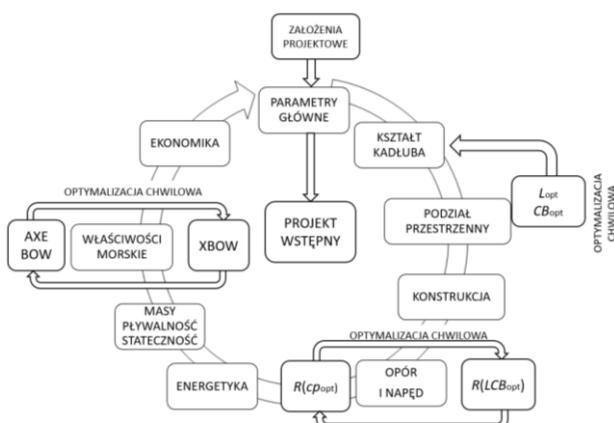 ZAŁOŻENIA
PROJEKTOWE
PARAMETRY
GŁÓWNE
EKONOMIKA
KSZTAŁT
KADŁUBA
OPTYMALIZACJA CHWILOWA
Lopt
CBopt
OPTYMALIZACJA
CHWILOWA
AXE
BOW
WŁAŚCIWOŚCI
MORSKIE
XBOW
PROJEKT
WSTĘPNY
PODZIAŁ
PRZESTRZENNY
KONSTRUKCJA
MASY
PŁYWALNOŚĆ
STATECZNOŚĆ
OPTYMALIZACJA CHWILOWA
ENERGETYKA
R(cpopt)
OPÓR
I NAPĘD
R(LCBopt)